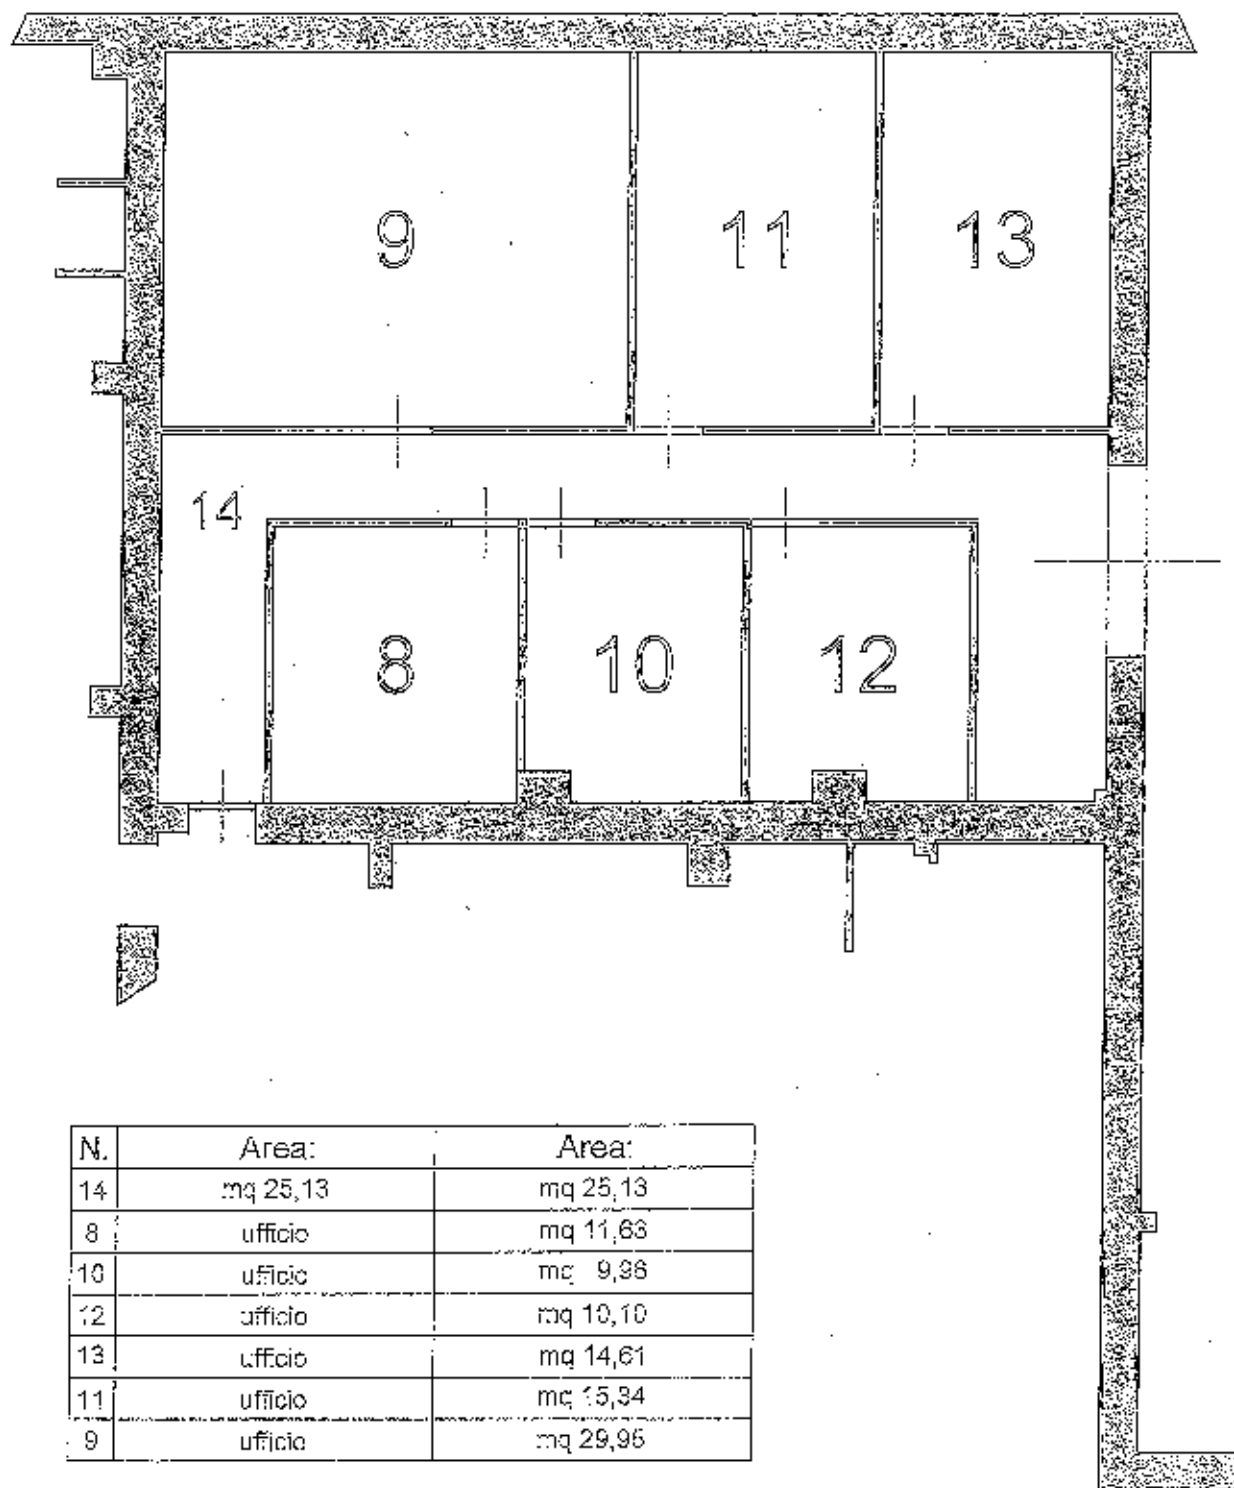 9 11 13
14
8 10 12
N. Area: Area:
14 mq 25,13 mq 25,13
8 ufficio mq 11,63
10 ufficio mq 9,96
12 ufficio mq 10,10
13 ufficio mq 14,61
11 ufficio mq 15,34
9 ufficio mq 29,95